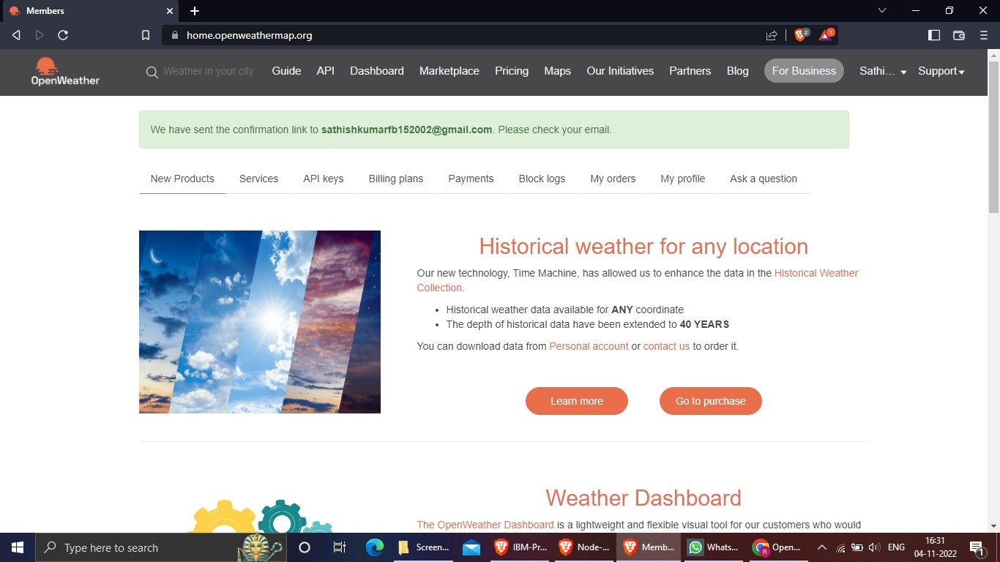 Members
home.openweathermap.org
2
1
OpenWeather
Weather in your city
Guide
API
Dashboard
Marketplace
Pricing
Maps
Our Initiatives
Partners
Blog
For Business
Sathi...
Support
We have sent the confirmation link to sathishkumarfb152002@gmail.com. Please check your email.
New Products
Services
API keys
Billing plans
Payments
Block logs
My orders
My profile
Ask a question
Historical weather for any location
Our new technology, Time Machine, has allowed us to enhance the data in the Historical Weather
Collection.
Historical weather data available for ANY coordinate
The depth of historical data have been extended to 40 YEARS
You can download data from Personal account or contact us to order it.
Learn more
Go to purchase
Weather Dashboard
The OpenWeather Dashboard is a lightweight and flexible visual tool for our customers who would
Type here to search
Screen...
IBM-Pr...
Node-...
Memb...
Whats...
R
Open...
ENG
16:31
04-11-2022
1